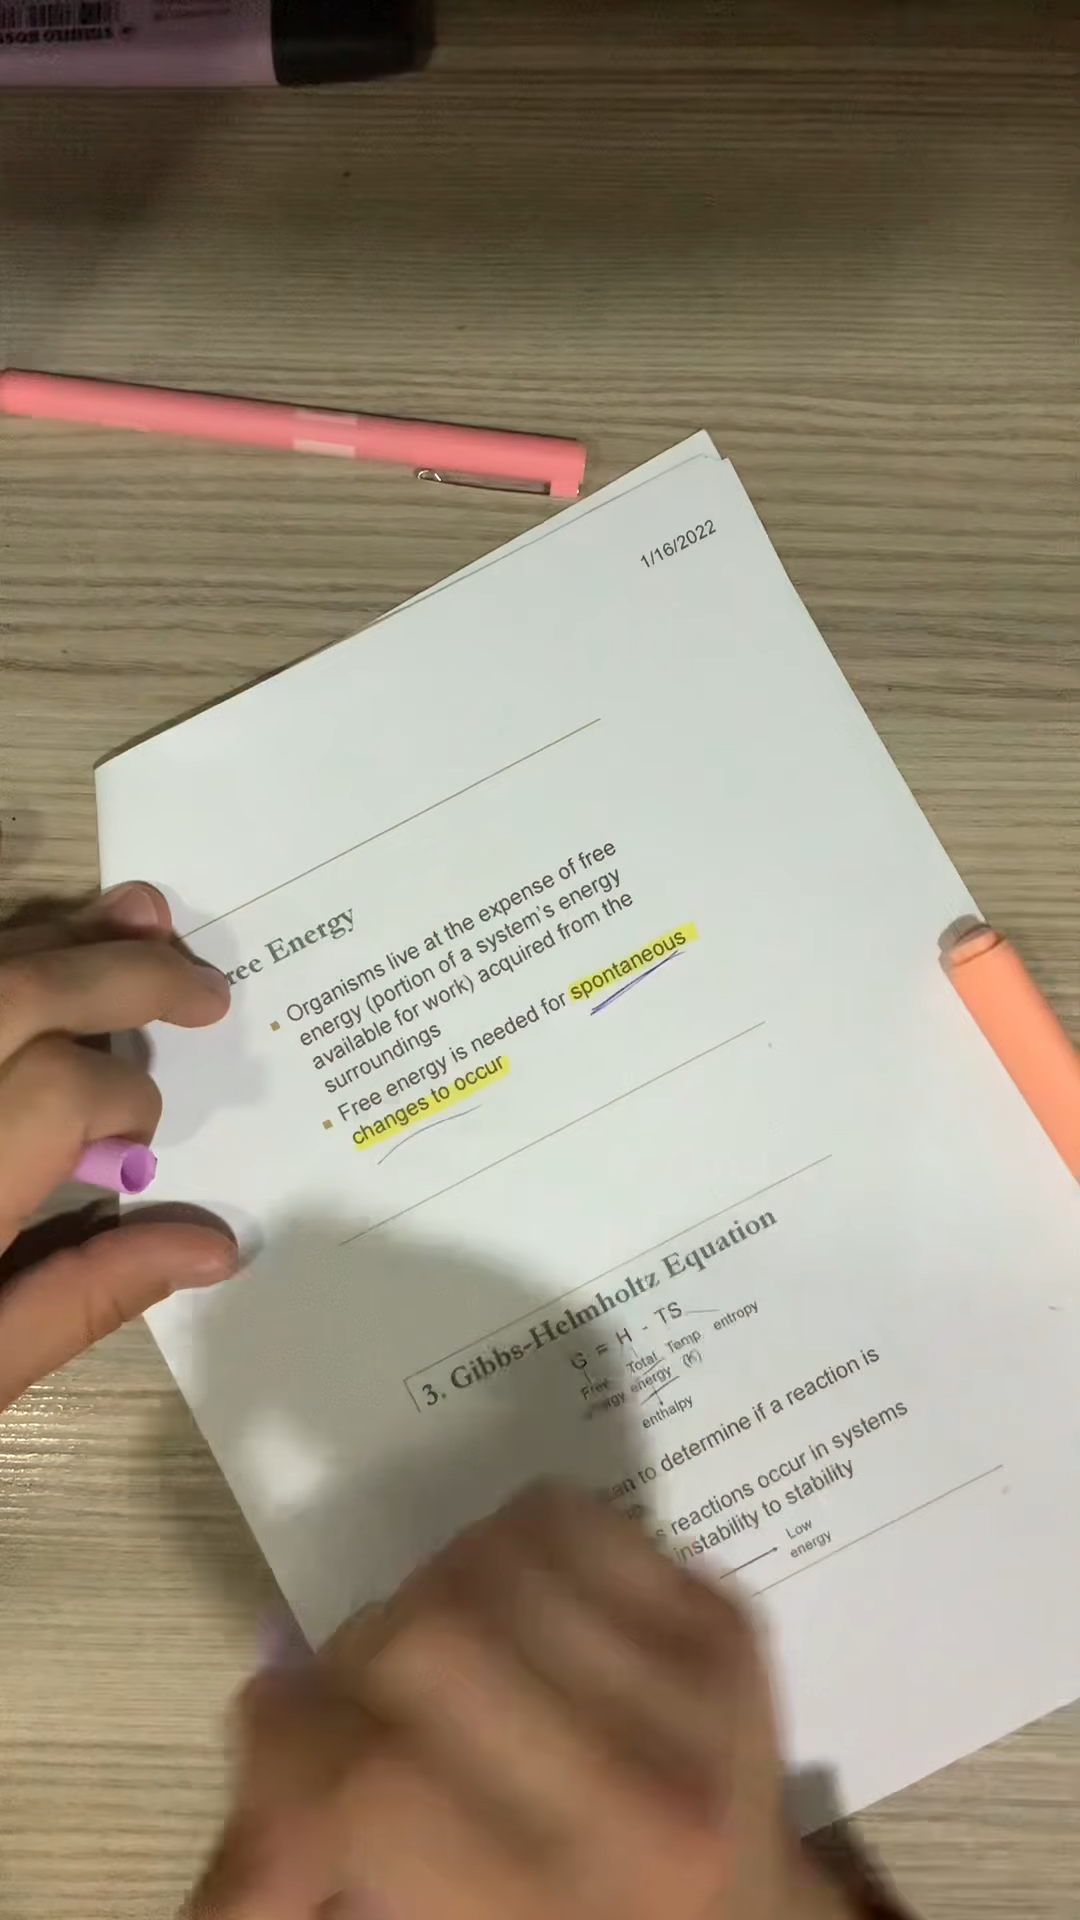 1/16/2022
ree Energy
▪ Organisms live at the expense of free
energy (portion of a system's energy
available for work) acquired from the
surroundings
▪ Free energy is needed for spontaneous
changes to occur
3. Gibbs-Helmholtz Equation
G = H - TS
Free Total Temp entropy
energy (K)
enthalpy
to determine if a reaction is
reactions occur in systems
instability to stability
Low
energy